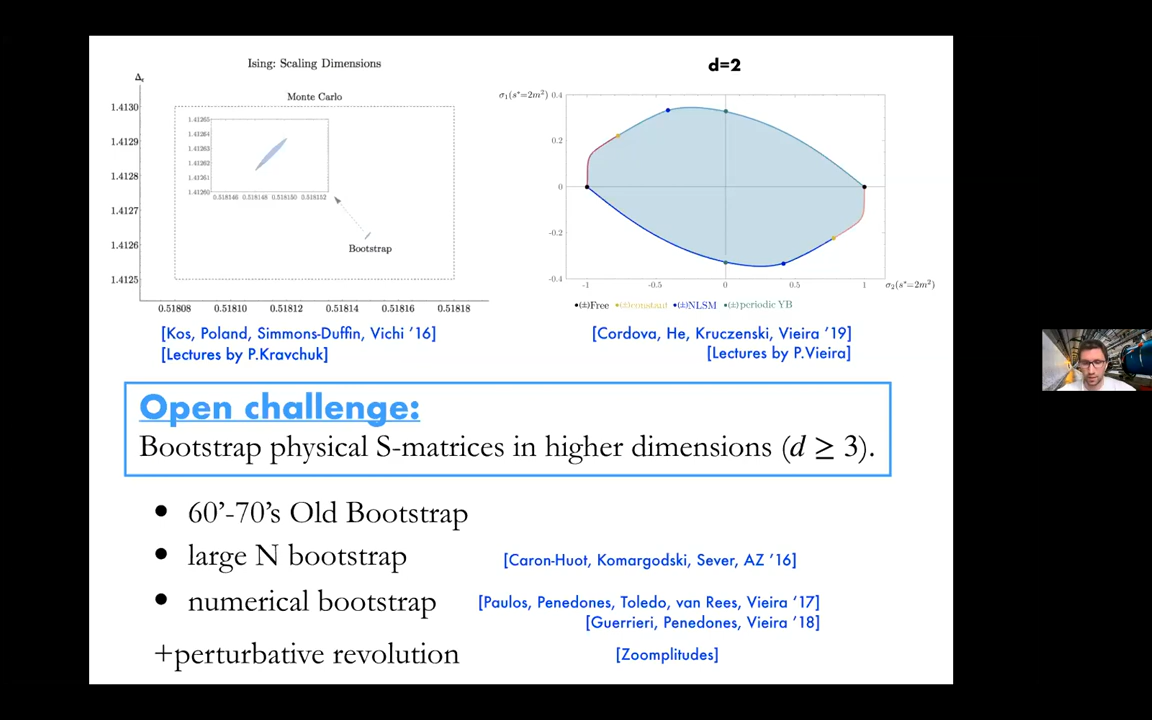 Ising: Scaling Dimensions
Δε
Monte Carlo
1.4130
1.4129
1.4128
1.4127
1.4126
1.4125
1.41265
1.41264
1.41263
1.41262
1.41261
1.41260
0.518146 0.518148 0.518150 0.518152
Bootstrap
0.51808 0.51810 0.51812 0.51814 0.51816 0.51818
[Kos, Poland, Simmons-Duffin, Vichi ’16]
[Lectures by P.Kravchuk]
d=2
σ₁(s*=2m²) 0.4
0.2
0
-0.2
-0.4
-1 -0.5 0 0.5 1 σ₂(s*=2m²)
•(±)Free •(±)constant •(±)NLSM •(±)periodic YB
[Cordova, He, Kruczenski, Vieira ’19]
[Lectures by P.Vieira]
Open challenge:
Bootstrap physical S-matrices in higher dimensions (d ≥ 3).
• 60’-70’s Old Bootstrap
• large N bootstrap [Caron-Huot, Komargodski, Sever, AZ ’16]
• numerical bootstrap [Paulos, Penedones, Toledo, van Rees, Vieira ‘17]
[Guerrieri, Penedones, Vieira ‘18]
+perturbative revolution [Zoomplitudes]